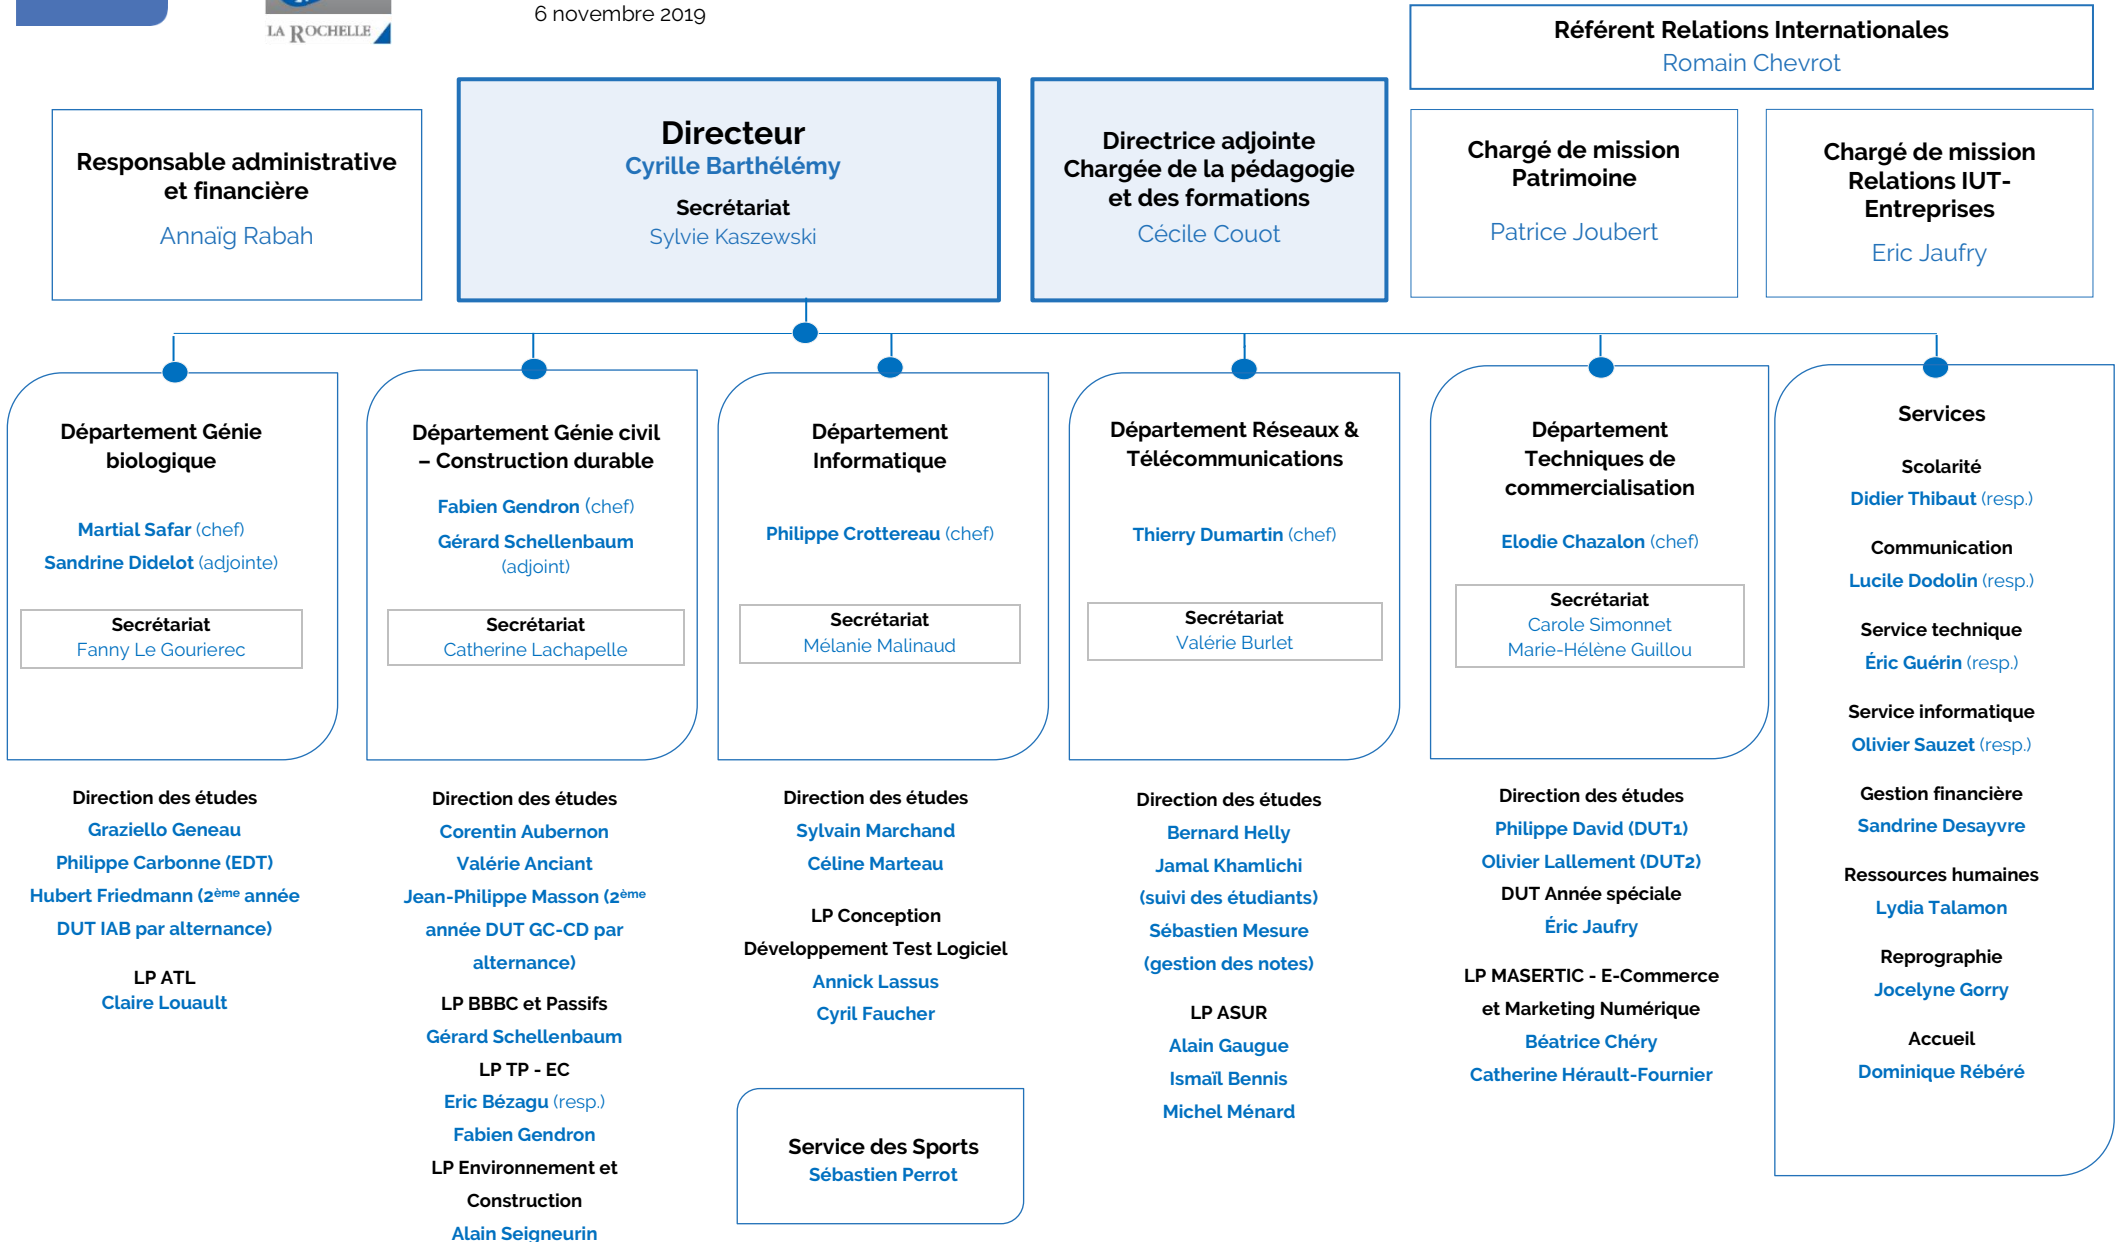 LA ROCHELLE
6 novembre 2019
Référent Relations Internationales
Romain Chevrot
Responsable administrative
et financière
Annaïg Rabah
Directeur
Cyrille Barthélémy
Secrétariat
Sylvie Kaszewski
Directrice adjointe
Chargée de la pédagogie
et des formations
Cécile Couot
Chargé de mission
Patrimoine
Patrice Joubert
Chargé de mission
Relations IUT-
Entreprises
Eric Jaufry
Département Génie
biologique
Martial Safar (chef)
Sandrine Didelot (adjointe)
Secrétariat
Fanny Le Gourierec
Direction des études
Graziello Geneau
Philippe Carbonne (EDT)
Hubert Friedmann (2ème année
DUT IAB par alternance)
LP ATL
Claire Louault
Département Génie civil
– Construction durable
Fabien Gendron (chef)
Gérard Schellenbaum
(adjoint)
Secrétariat
Catherine Lachapelle
Direction des études
Corentin Aubernon
Valérie Anciant
Jean-Philippe Masson (2ème
année DUT GC-CD par
alternance)
LP BBBC et Passifs
Gérard Schellenbaum
LP TP - EC
Eric Bézagu (resp.)
Fabien Gendron
LP Environnement et
Construction
Alain Seigneurin
Département
Informatique
Philippe Crottereau (chef)
Secrétariat
Mélanie Malinaud
Direction des études
Sylvain Marchand
Céline Marteau
LP Conception
Développement Test Logiciel
Annick Lassus
Cyril Faucher
Service des Sports
Sébastien Perrot
Département Réseaux &
Télécommunications
Thierry Dumartin (chef)
Secrétariat
Valérie Burlet
Direction des études
Bernard Helly
Jamal Khamlichi
(suivi des étudiants)
Sébastien Mesure
(gestion des notes)
LP ASUR
Alain Gaugue
Ismaïl Bennis
Michel Ménard
Département
Techniques de
commercialisation
Elodie Chazalon (chef)
Secrétariat
Carole Simonnet
Marie-Hélène Guillou
Direction des études
Philippe David (DUT1)
Olivier Lallement (DUT2)
DUT Année spéciale
Éric Jaufry
LP MASERTIC - E-Commerce
et Marketing Numérique
Béatrice Chéry
Catherine Hérault-Fournier
Services
Scolarité
Didier Thibaut (resp.)
Communication
Lucile Dodolin (resp.)
Service technique
Éric Guérin (resp.)
Service informatique
Olivier Sauzet (resp.)
Gestion financière
Sandrine Desayvre
Ressources humaines
Lydia Talamon
Reprographie
Jocelyne Gorry
Accueil
Dominique Rébéré